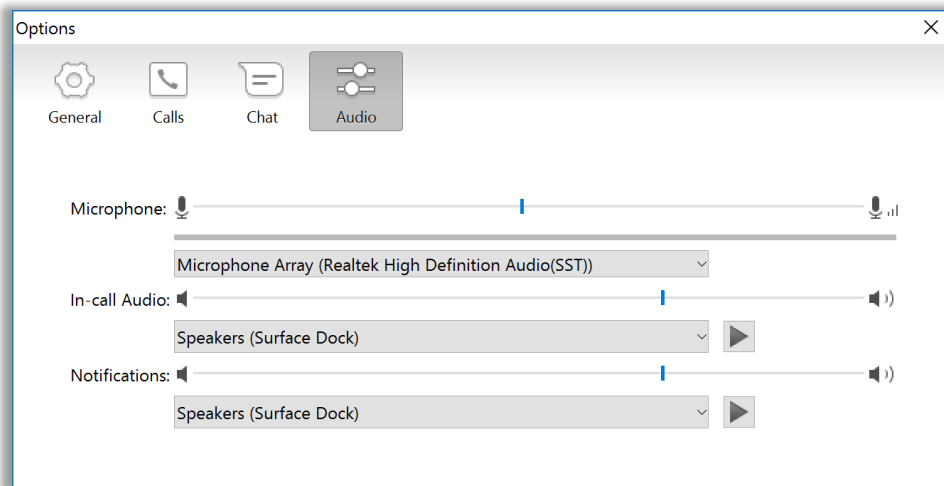 Options
General Calls Chat Audio
Microphone:
Microphone Array (Realtek High Definition Audio(SST))
In-call Audio:
Speakers (Surface Dock)
Notifications:
Speakers (Surface Dock)